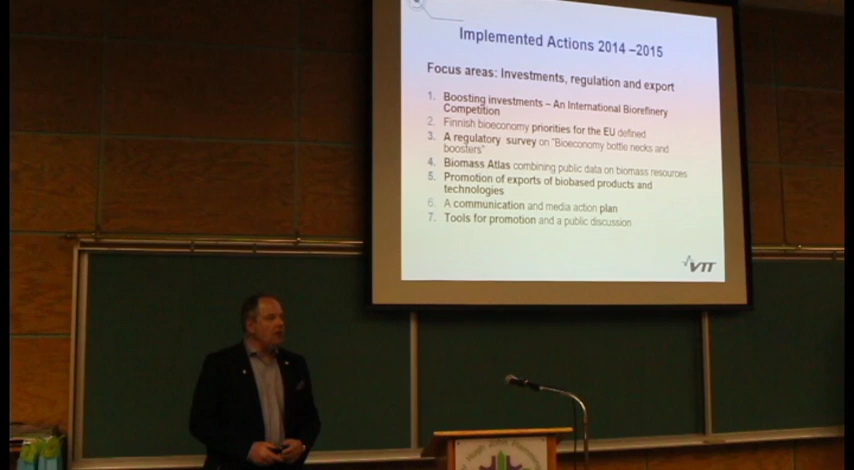 Implemented Actions 2014 –2015
Focus areas: Investments, regulation and export
1. Boosting investments – An International Biorefinery
Competition
2. Finnish bioeconomy priorities for the EU defined
3. A regulatory survey on "Bioeconomy bottle necks and
boosters"
4. Biomass Atlas combining public data on biomass resources
5. Promotion of exports of biobased products and
technologies
6. A communication and media action plan
7. Tools for promotion and a public discussion
VTT